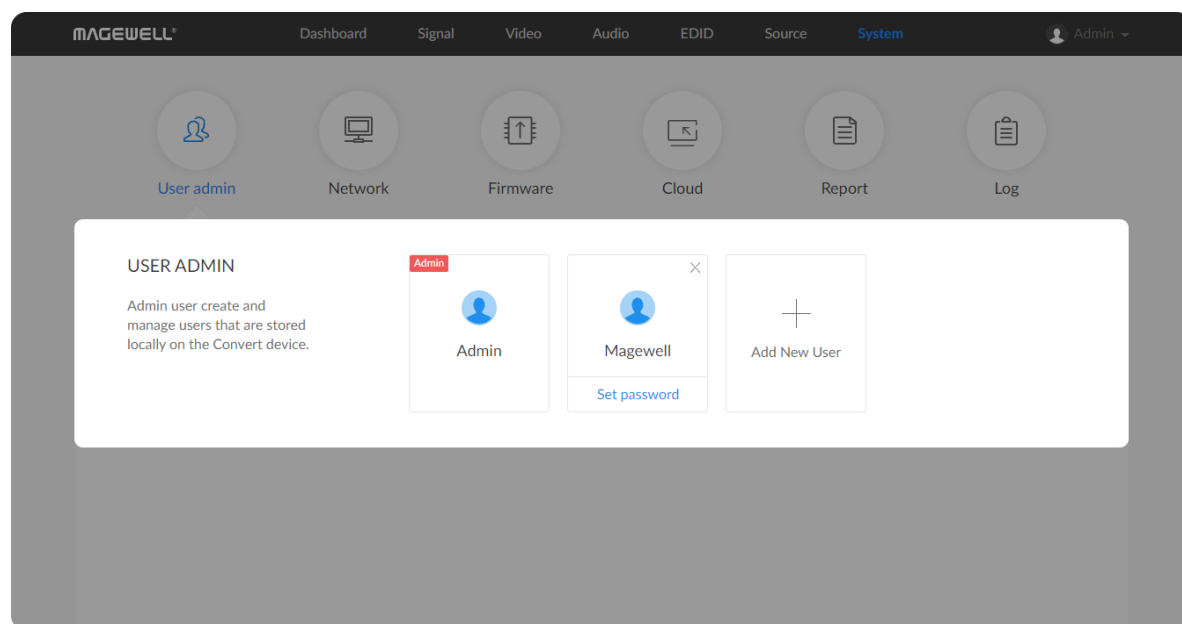 MAGEWELL®
Dashboard Signal Video Audio EDID Source System Admin
User admin Network Firmware Cloud Report Log
USER ADMIN
Admin user create and
manage users that are stored
locally on the Convert device.
Admin
Admin
Magewell
Set password
Add New User